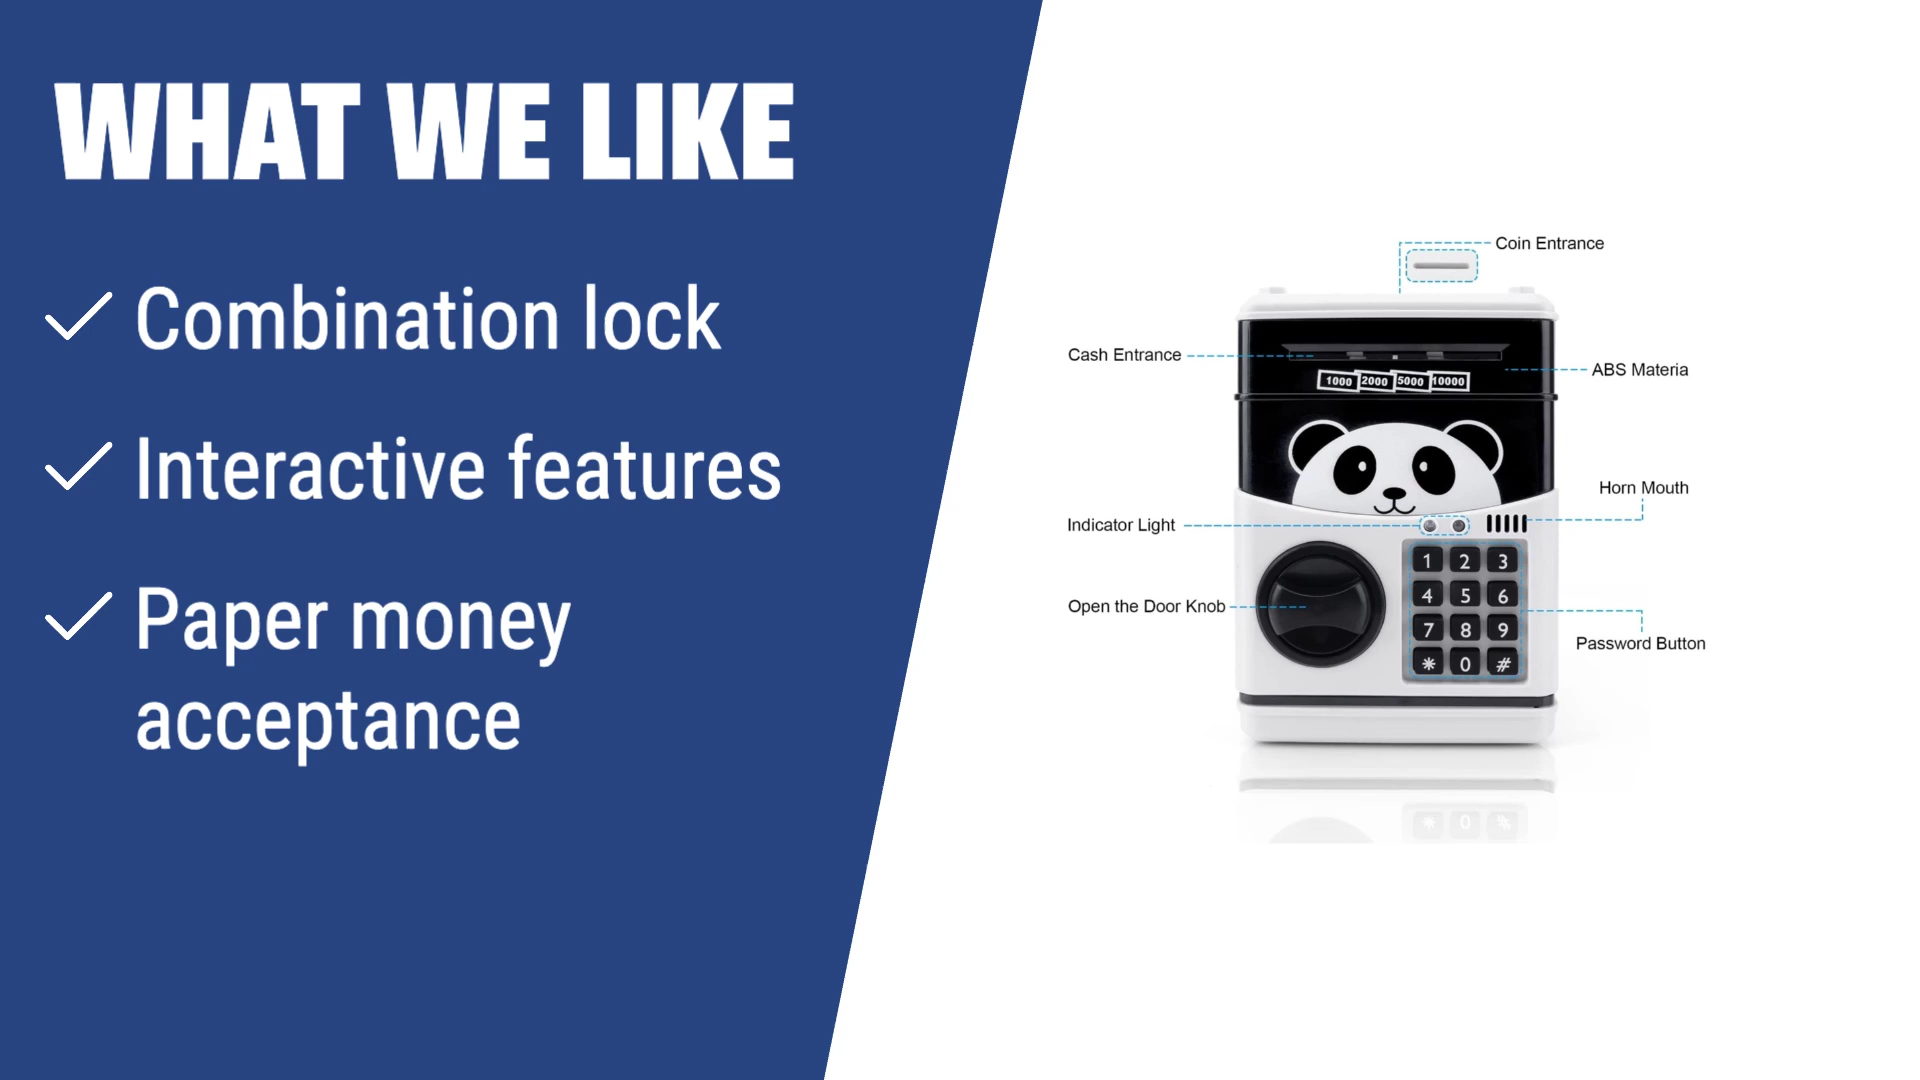 WHAT WE LIKE
Combination lock
Interactive features
Paper money
acceptance
Coin Entrance
Cash Entrance
ABS Materia
1000 2000 5000 10000
Horn Mouth
Indicator Light
1 2 3
4 5 6
Open the Door Knob
7 8 9
Password Button
* 0 #
* 0 #